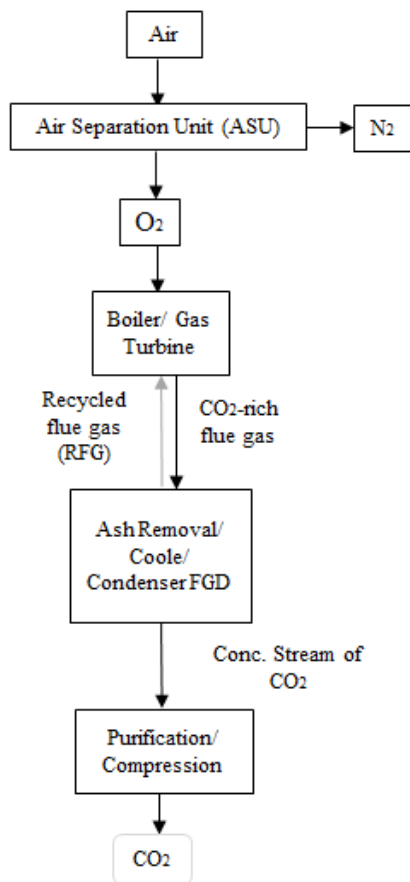 Air
Air Separation Unit (ASU)
N₂
O₂
Boiler/ Gas
Turbine
Recycled
flue gas
(RFG)
CO₂-rich
flue gas
Ash Removal/
Coole/
Condenser FGD
Conc. Stream of
CO₂
Purification/
Compression
CO₂